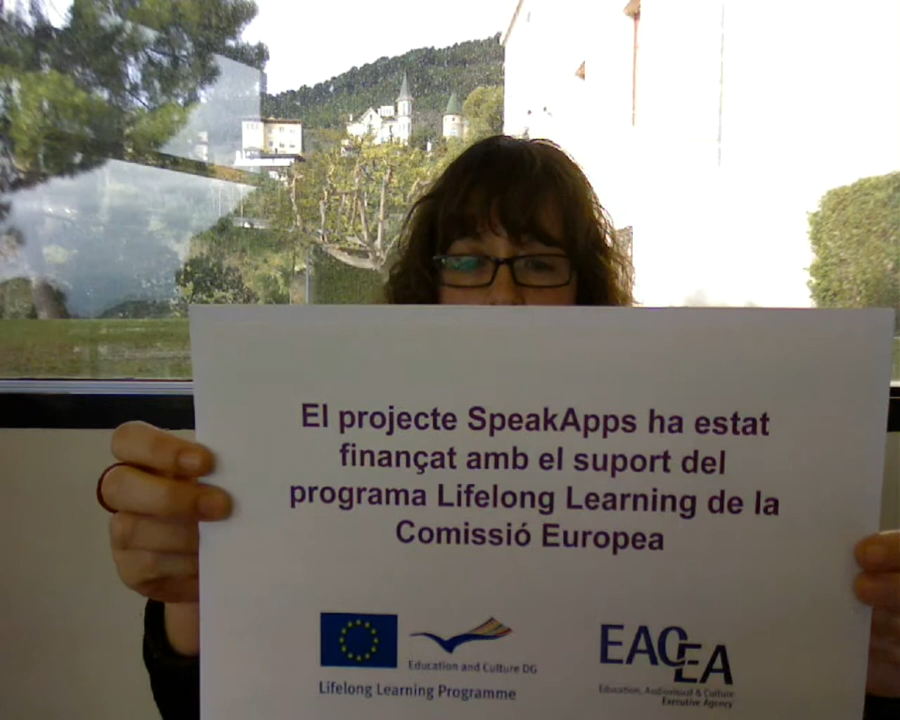 El projecte SpeakApps ha estat
finançat amb el suport del
programa Lifelong Learning de la
Comissió Europea
Education and Culture DG
Lifelong Learning Programme
EACEA
Education, Audiovisual & Culture
Executive Agency